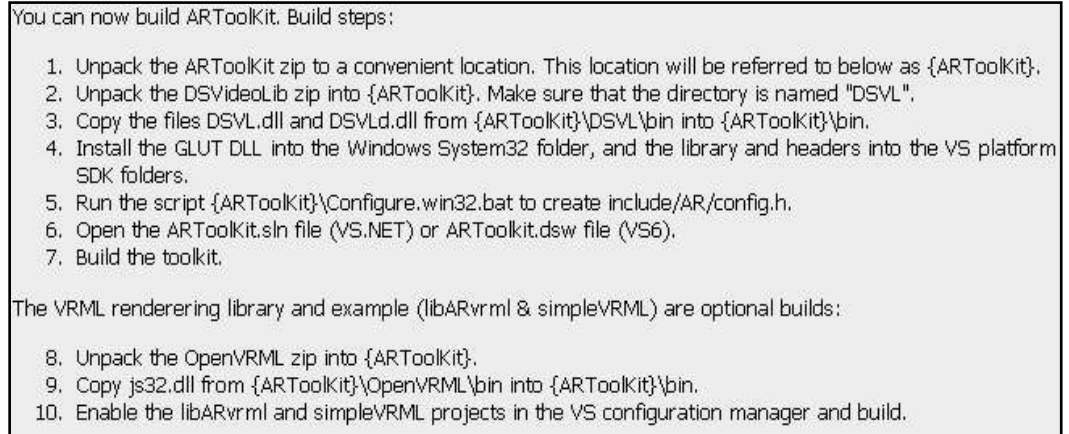 You can now build ARToolKit. Build steps:
1. Unpack the ARToolKit zip to a convenient location. This location will be referred to below as {ARToolKit}.
2. Unpack the DSVideoLib zip into {ARToolKit}. Make sure that the directory is named "DSVL".
3. Copy the files DSVL.dll and DSVLd.dll from {ARToolKit}\DSVL\bin into {ARToolKit}\bin.
4. Install the GLUT DLL into the Windows System32 folder, and the library and headers into the VS platform
SDK folders.
5. Run the script {ARToolKit}\Configure.win32.bat to create include/AR/config.h.
6. Open the ARToolKit.sln file (VS.NET) or ARToolkit.dsw file (VS6).
7. Build the toolkit.
The VRML renderering library and example (libARvrml & simpleVRML) are optional builds:
8. Unpack the OpenVRML zip into {ARToolKit}.
9. Copy js32.dll from {ARToolKit}\OpenVRML\bin into {ARToolKit}\bin.
10. Enable the libARvrml and simpleVRML projects in the VS configuration manager and build.